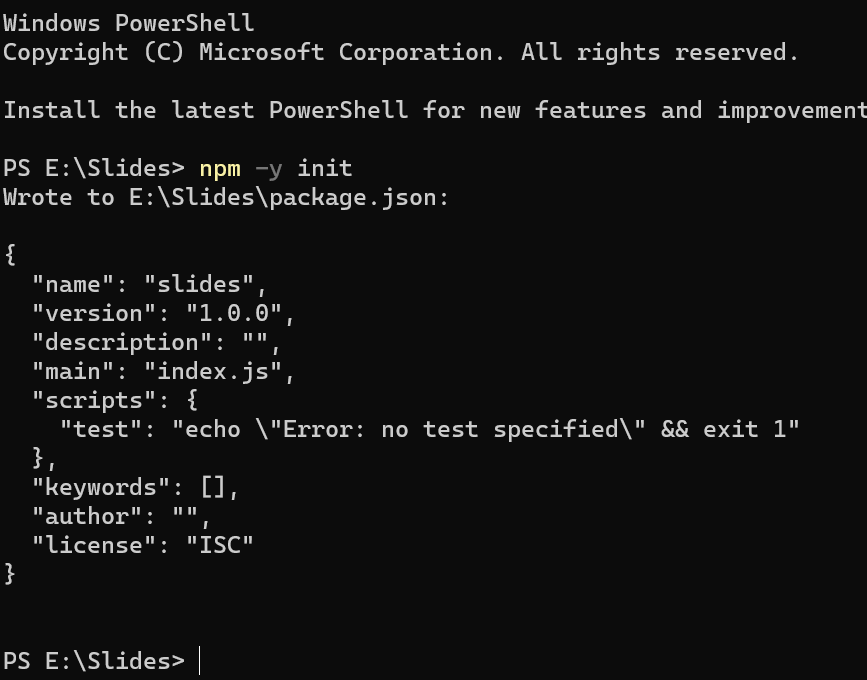 Windows PowerShell
Copyright (C) Microsoft Corporation. All rights reserved.
Install the latest PowerShell for new features and improvement
PS E:\Slides> npm -y init
Wrote to E:\Slides\package.json:
{
  "name": "slides",
  "version": "1.0.0",
  "description": "",
  "main": "index.js",
  "scripts": {
    "test": "echo \"Error: no test specified\" && exit 1"
  },
  "keywords": [],
  "author": "",
  "license": "ISC"
}
PS E:\Slides>